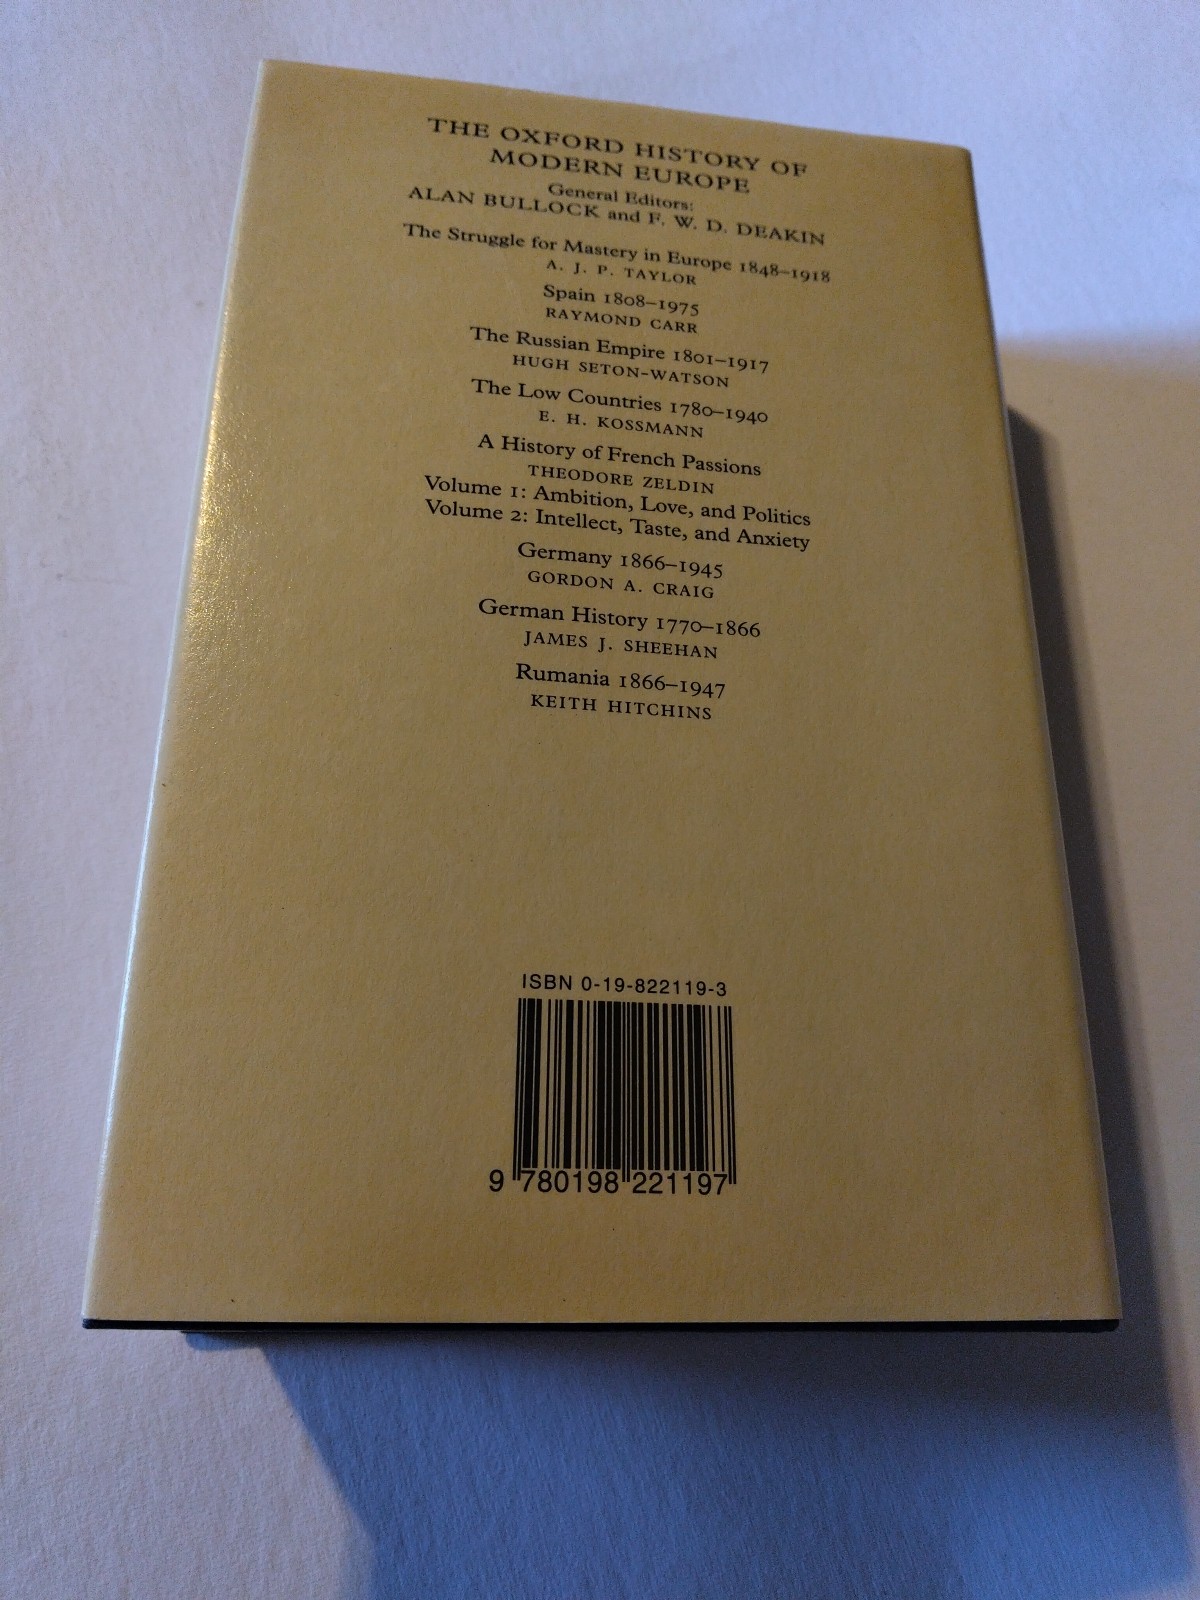 THE OXFORD HISTORY OF
MODERN EUROPE
General Editors:
ALAN BULLOCK and F. W. D. DEAKIN
The Struggle for Mastery in Europe 1848–1918
A. J. P. TAYLOR
Spain 1808–1975
RAYMOND CARR
The Russian Empire 1801–1917
HUGH SETON-WATSON
The Low Countries 1780–1940
E. H. KOSSMANN
A History of French Passions
THEODORE ZELDIN
Volume 1: Ambition, Love, and Politics
Volume 2: Intellect, Taste, and Anxiety
Germany 1866–1945
GORDON A. CRAIG
German History 1770–1866
JAMES J. SHEEHAN
Rumania 1866–1947
KEITH HITCHINS
ISBN 0-19-822119-3
9 780198 221197